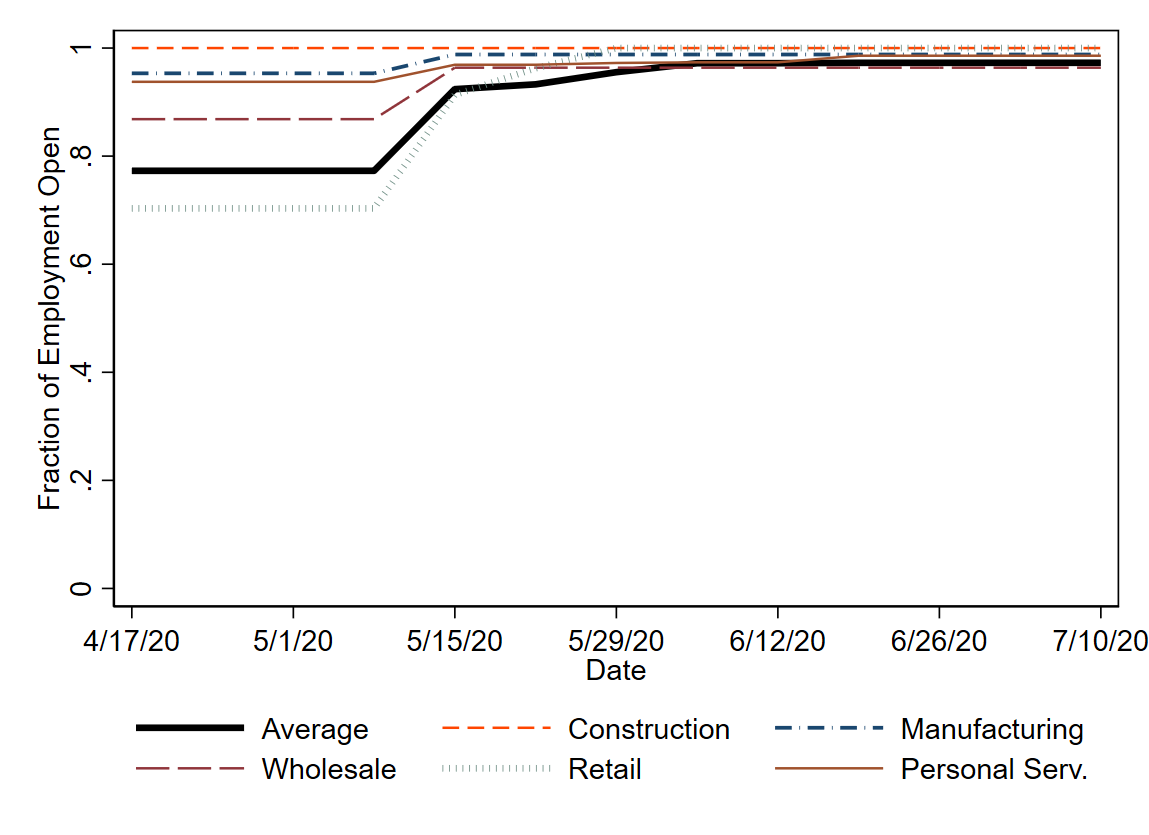 Fraction of Employment Open
1
.8
.6
.4
.2
0
4/17/20 5/1/20 5/15/20 5/29/20 6/12/20 6/26/20 7/10/20
Date
Average Construction Manufacturing
Wholesale Retail Personal Serv.